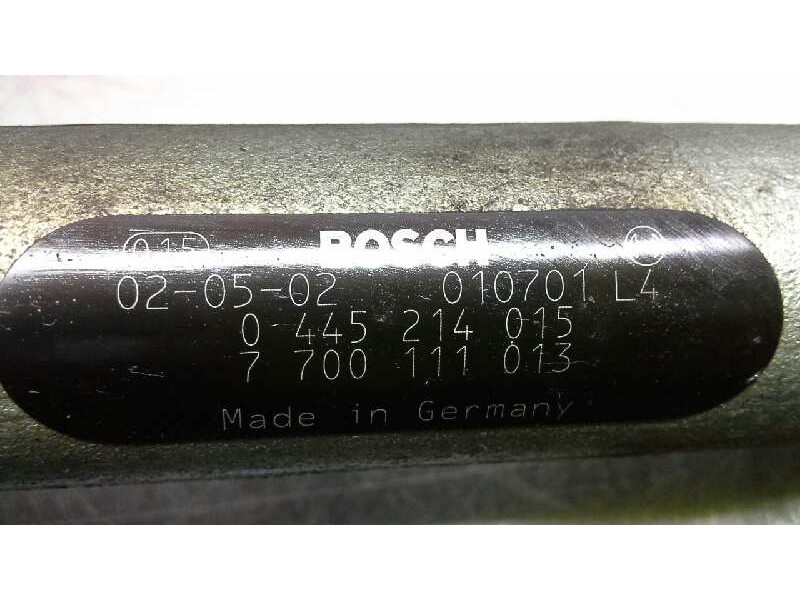 015 BOSCH
02-05-02 010701 L4
0 445 214 015
7 700 111 013
Made in Germany